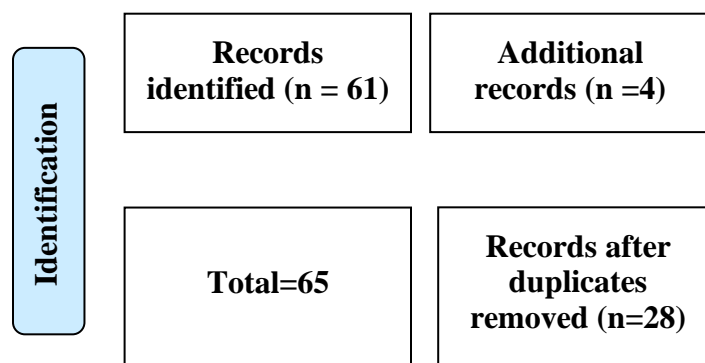 Identification
Records
identified (n = 61)
Additional
records (n =4)
Total=65
Records after
duplicates
removed (n=28)